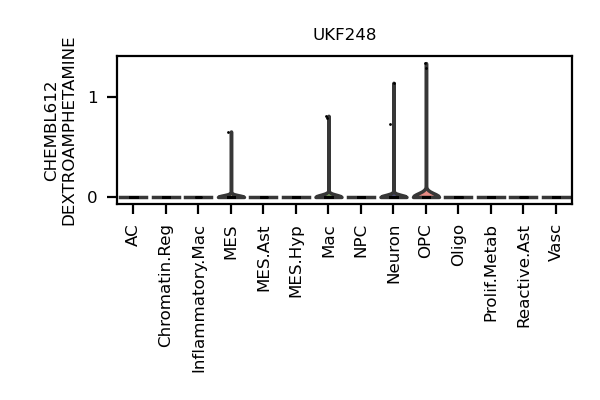 UKF248
CHEMBL612
DEXTROAMPHETAMINE
1
0
AC
Chromatin.Reg
Inflammatory.Mac
MES
MES.Ast
MES.Hyp
Mac
NPC
Neuron
OPC
Oligo
Prolif.Metab
Reactive.Ast
Vasc